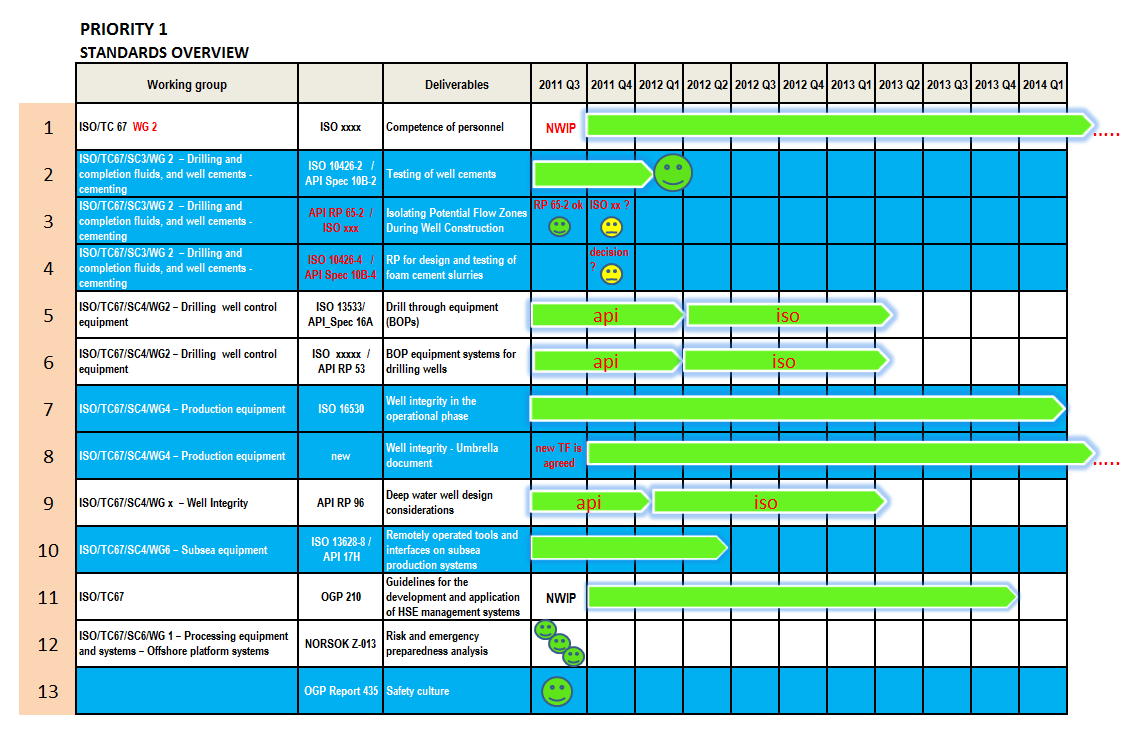 PRIORITY 1
STANDARDS OVERVIEW
Working group Deliverables 2011 Q3 2011 Q4 2012 Q1 2012 Q2 2012 Q3 2012 Q4 2013 Q1 2013 Q2 2013 Q3 2013 Q4 2014 Q1
1 ISO/TC 67 WG 2 ISO xxxx Competence of personnel NWIP .....
2 ISO/TC67/SC3/WG 2 – Drilling and
completion fluids, and well cements -
cementing
ISO 10426-2 /
API Spec 10B-2
Testing of well cements
3 ISO/TC67/SC3/WG 2 – Drilling and
completion fluids, and well cements -
cementing
API RP 65-2 /
ISO xxx
Isolating Potential Flow Zones
During Well Construction
RP 65-2 ok ISO xx ?
4 ISO/TC67/SC3/WG 2 – Drilling and
completion fluids, and well cements -
cementing
ISO 10426-4 /
API Spec 10B-4
RP for design and testing of
foam cement slurries
decision
?
5 ISO/TC67/SC4/WG2 – Drilling well control
equipment
ISO 13533/
API_Spec 16A
Drill through equipment
(BOPs)
api iso
6 ISO/TC67/SC4/WG2 – Drilling well control
equipment
ISO xxxxx /
API RP 53
BOP equipment systems for
drilling wells
api iso
7 ISO/TC67/SC4/WG4 – Production equipment ISO 16530
Well integrity in the
operational phase
8 ISO/TC67/SC4/WG4 – Production equipment new
Well integrity - Umbrella
document
new TF is
agreed
.....
9 ISO/TC67/SC4/WG x – Well Integrity API RP 96
Deep water well design
considerations
api iso
10 ISO/TC67/SC4/WG6 – Subsea equipment
ISO 13628-8 /
API 17H
Remotely operated tools and
interfaces on subsea
production systems
11 ISO/TC67 OGP 210
Guidelines for the
development and application
of HSE management systems
NWIP
12 ISO/TC67/SC6/WG 1 – Processing equipment
and systems – Offshore platform systems
NORSOK Z-013
Risk and emergency
preparedness analysis
13 OGP Report 435 Safety culture